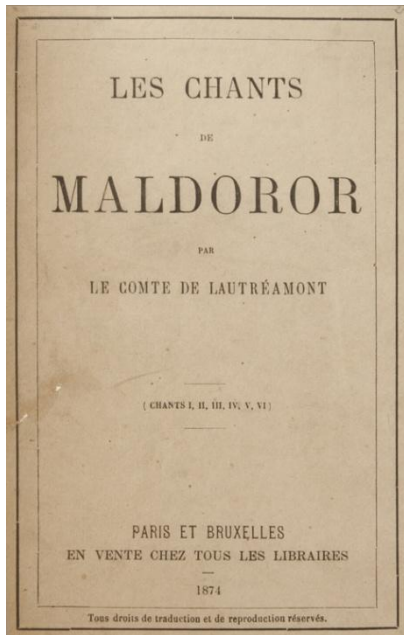 LES CHANTS
DE
MALDOROR
PAR
LE COMTE DE LAUTRÉAMONT
( CHANTS I, II, III, IV, V, VI )
PARIS ET BRUXELLES
EN VENTE CHEZ TOUS LES LIBRAIRES
1874
Tous droits de traduction et de reproduction réservés.